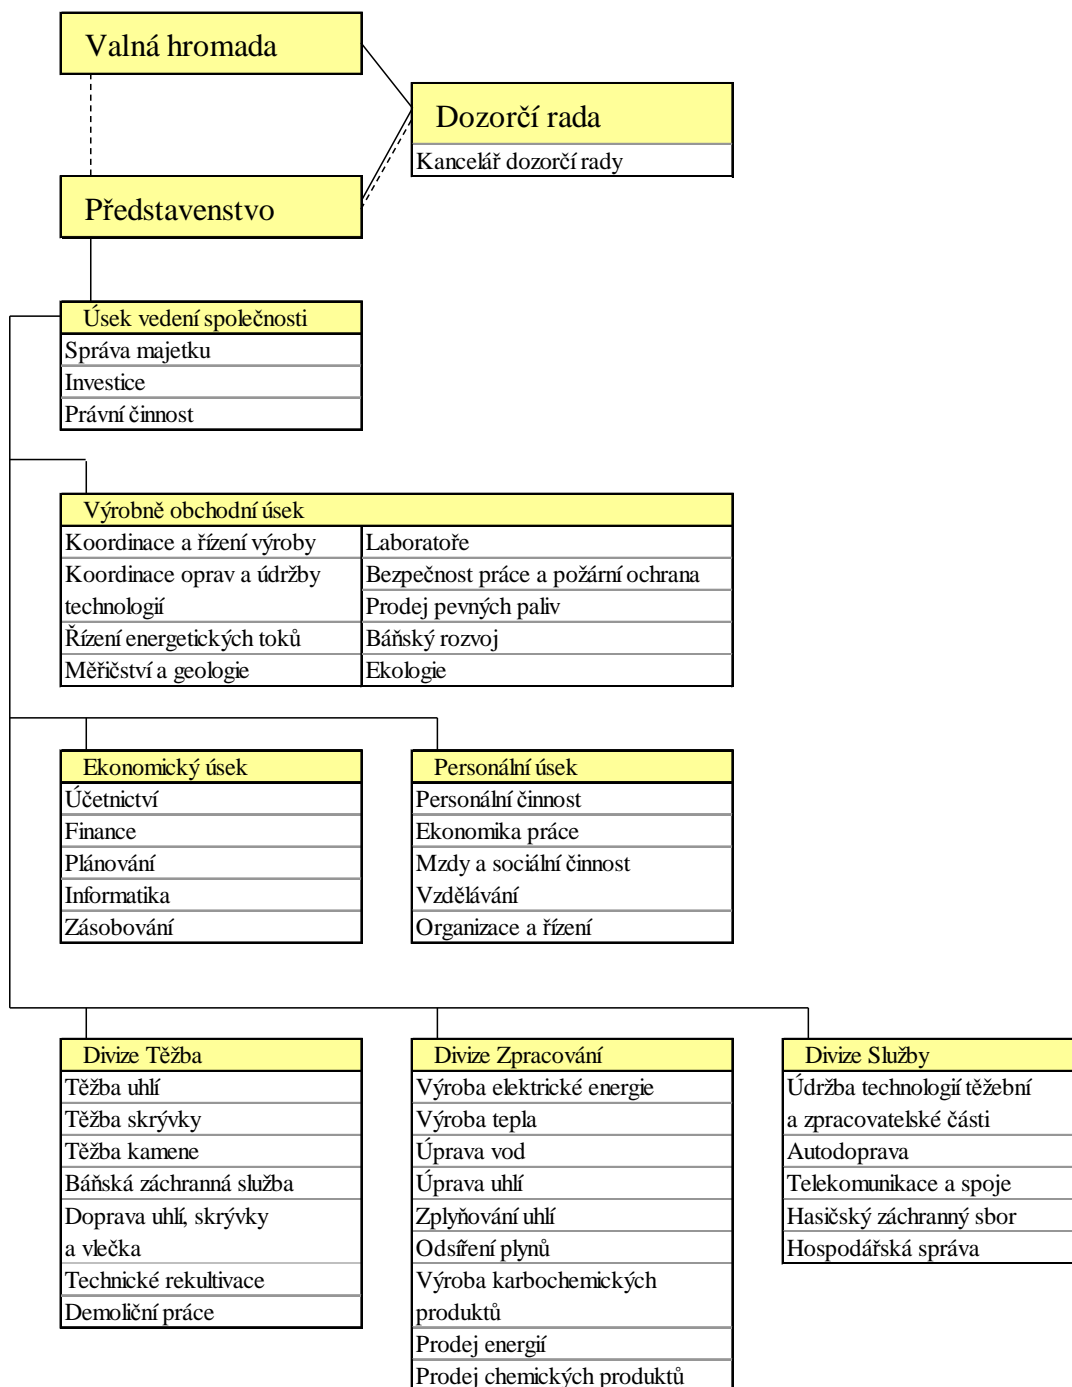 Valná hromada
Dozorčí rada
Kancelář dozorčí rady
Představenstvo
Úsek vedení společnosti
Správa majetku
Investice
Právní činnost
Výrobně obchodní úsek
Koordinace a řízení výroby
Koordinace oprav a údržby
technologií
Řízení energetických toků
Měřičství a geologie
Laboratoře
Bezpečnost práce a požární ochrana
Prodej pevných paliv
Báňský rozvoj
Ekologie
Ekonomický úsek
Účetnictví
Finance
Plánování
Informatika
Zásobování
Personální úsek
Personální činnost
Ekonomika práce
Mzdy a sociální činnost
Vzdělávání
Organizace a řízení
Divize Těžba
Těžba uhlí
Těžba skrývky
Těžba kamene
Báňská záchranná služba
Doprava uhlí, skrývky
a vlečka
Technické rekultivace
Demoliční práce
Divize Zpracování
Výroba elektrické energie
Výroba tepla
Úprava vod
Úprava uhlí
Zplyňování uhlí
Odsíření plynů
Výroba karbochemických
produktů
Prodej energií
Prodej chemických produktů
Divize Služby
Údržba technologií těžební
a zpracovatelské části
Autodoprava
Telekomunikace a spoje
Hasičský záchranný sbor
Hospodářská správa